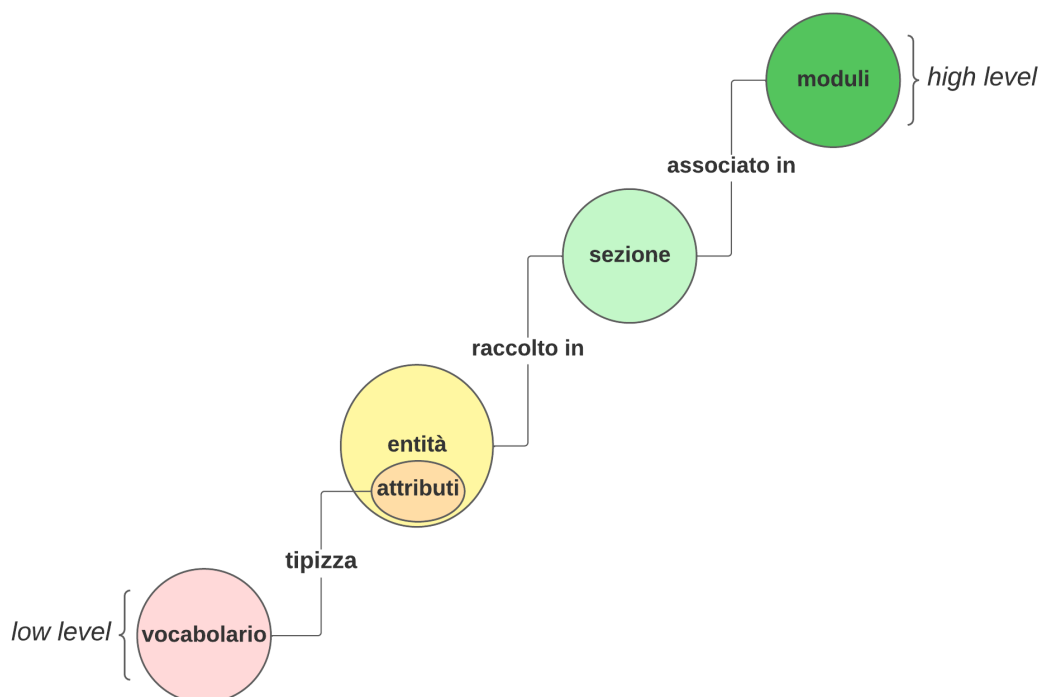 moduli
high level
associato in
sezione
raccolto in
entità
attributi
tipizza
low level
vocabolario